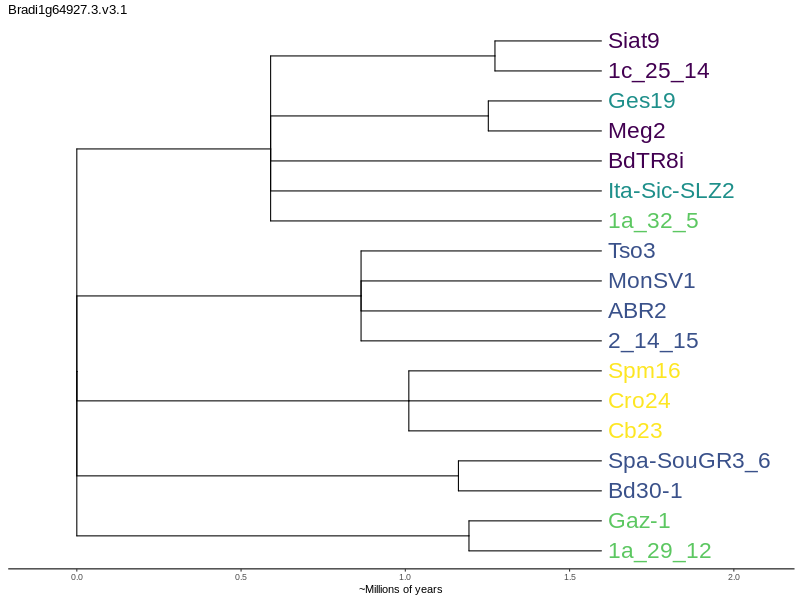 Bradi1g64927.3.v3.1
Siat9
1c_25_14
Ges19
Meg2
BdTR8i
Ita-Sic-SLZ2
1a_32_5
Tso3
MonSV1
ABR2
2_14_15
Spm16
Cro24
Cb23
Spa-SouGR3_6
Bd30-1
Gaz-1
1a_29_12
0.0 0.5 1.0 1.5 2.0
~Millions of years